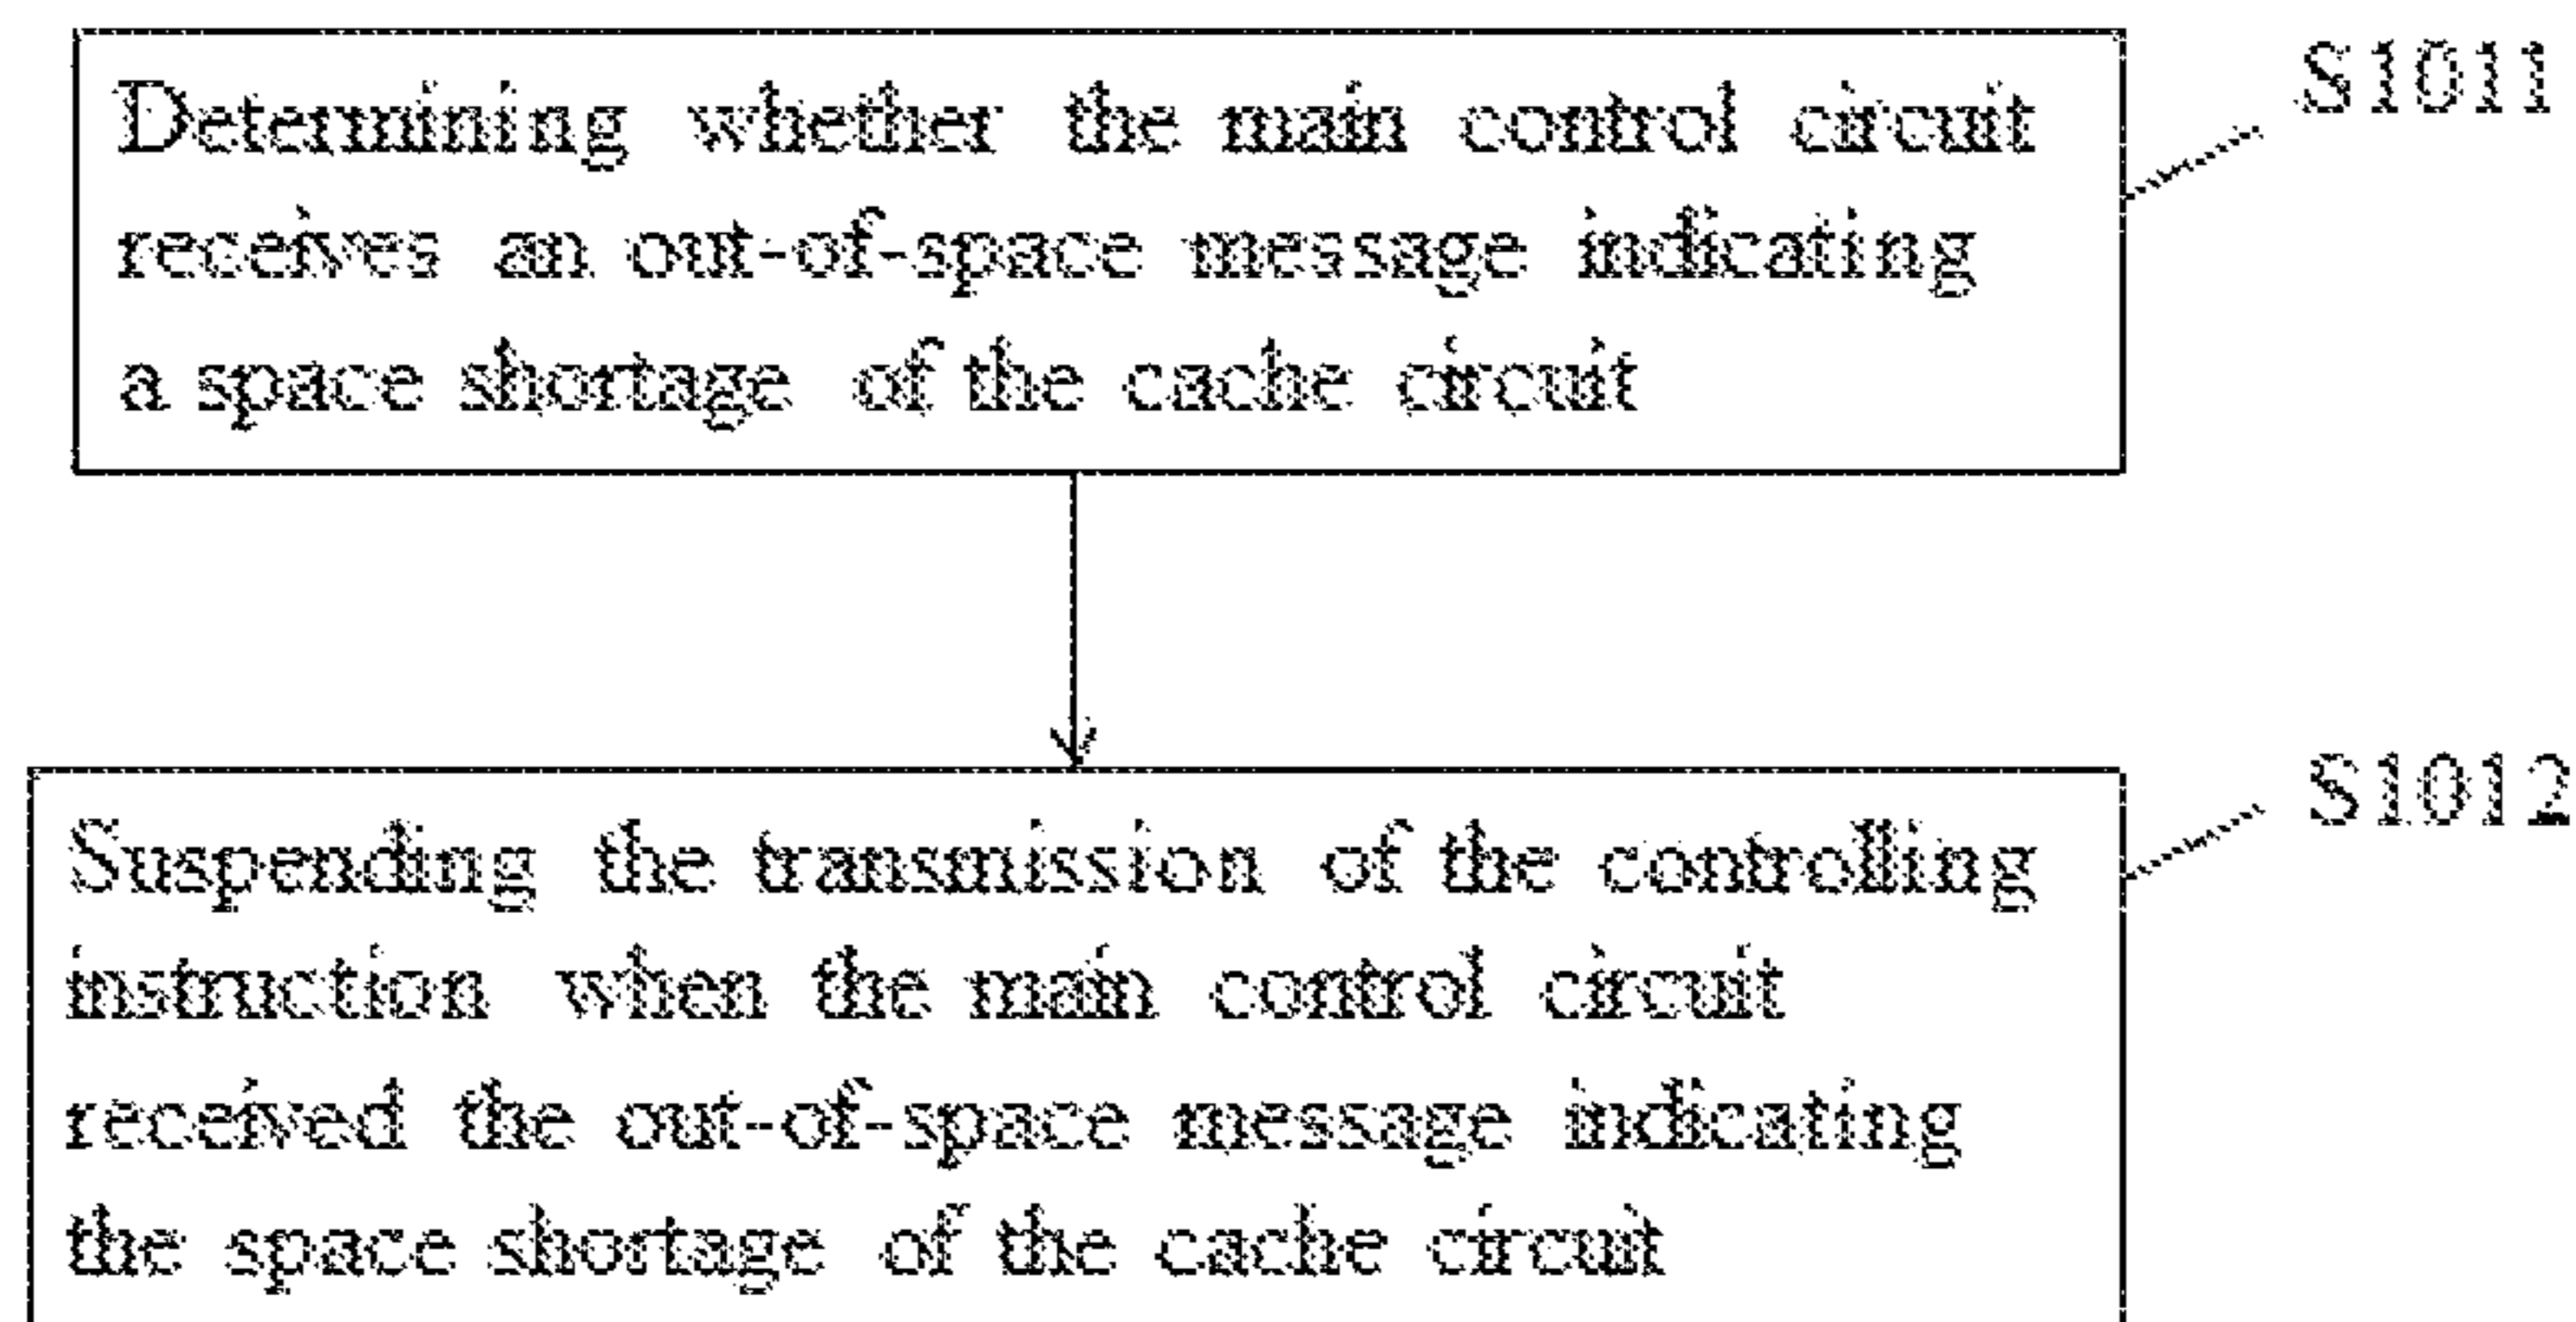 Determining whether the main control circuit
receives an out-of-space message indicating
a space shortage of the cache circuit
S1011
Suspending the transmission of the controlling
instruction when the main control circuit
received the out-of-space message indicating
the space shortage of the cache circuit
S1012